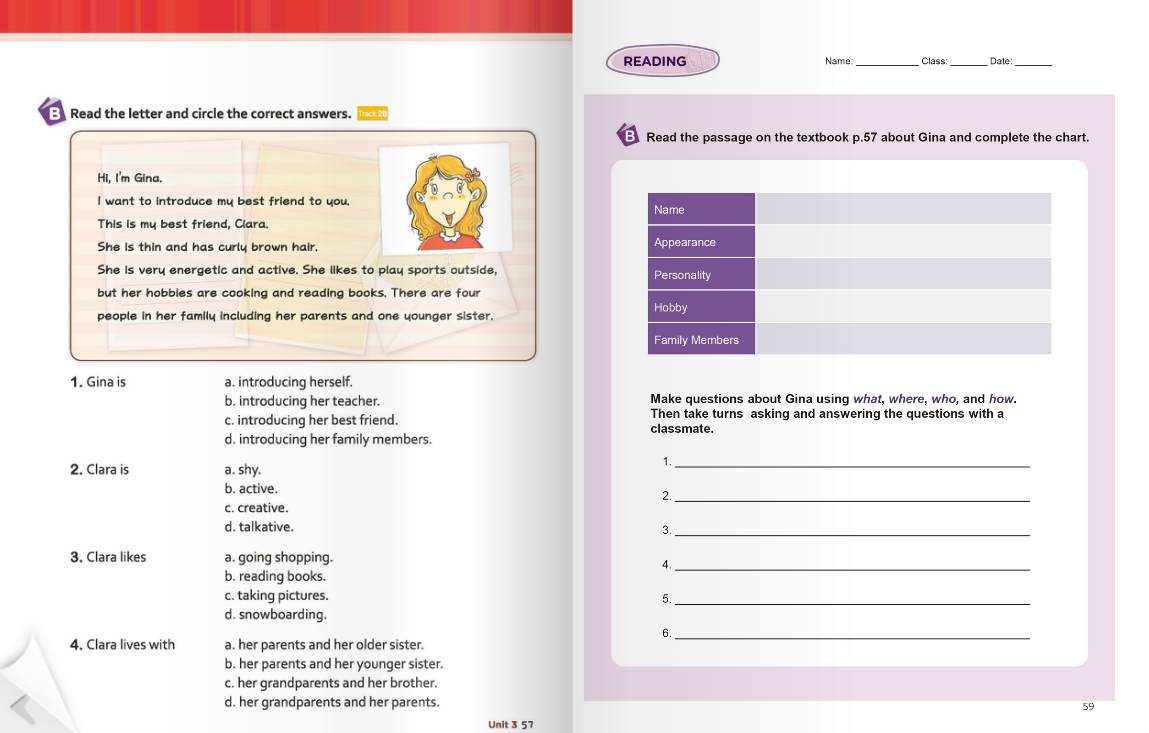 B Read the letter and circle the correct answers. Track 28
Hi, I'm Gina.
I want to introduce my best friend to you.
This is my best friend, Clara.
She is thin and has curly brown hair.
She is very energetic and active. She likes to play sports outside,
but her hobbies are cooking and reading books. There are four
people in her family including her parents and one younger sister.
1. Gina is
a. introducing herself.
b. introducing her teacher.
c. introducing her best friend.
d. introducing her family members.
2. Clara is
a. shy.
b. active.
c. creative.
d. talkative.
3. Clara likes
a. going shopping.
b. reading books.
c. taking pictures.
d. snowboarding.
4. Clara lives with
a. her parents and her older sister.
b. her parents and her younger sister.
c. her grandparents and her brother.
d. her grandparents and her parents.
Unit 3 57
READING
Name: ____________ Class: _______ Date: _______
B Read the passage on the textbook p.57 about Gina and complete the chart.
Name
Appearance
Personality
Hobby
Family Members
Make questions about Gina using what, where, who, and how.
Then take turns asking and answering the questions with a
classmate.
1.
2.
3.
4.
5.
6.
59